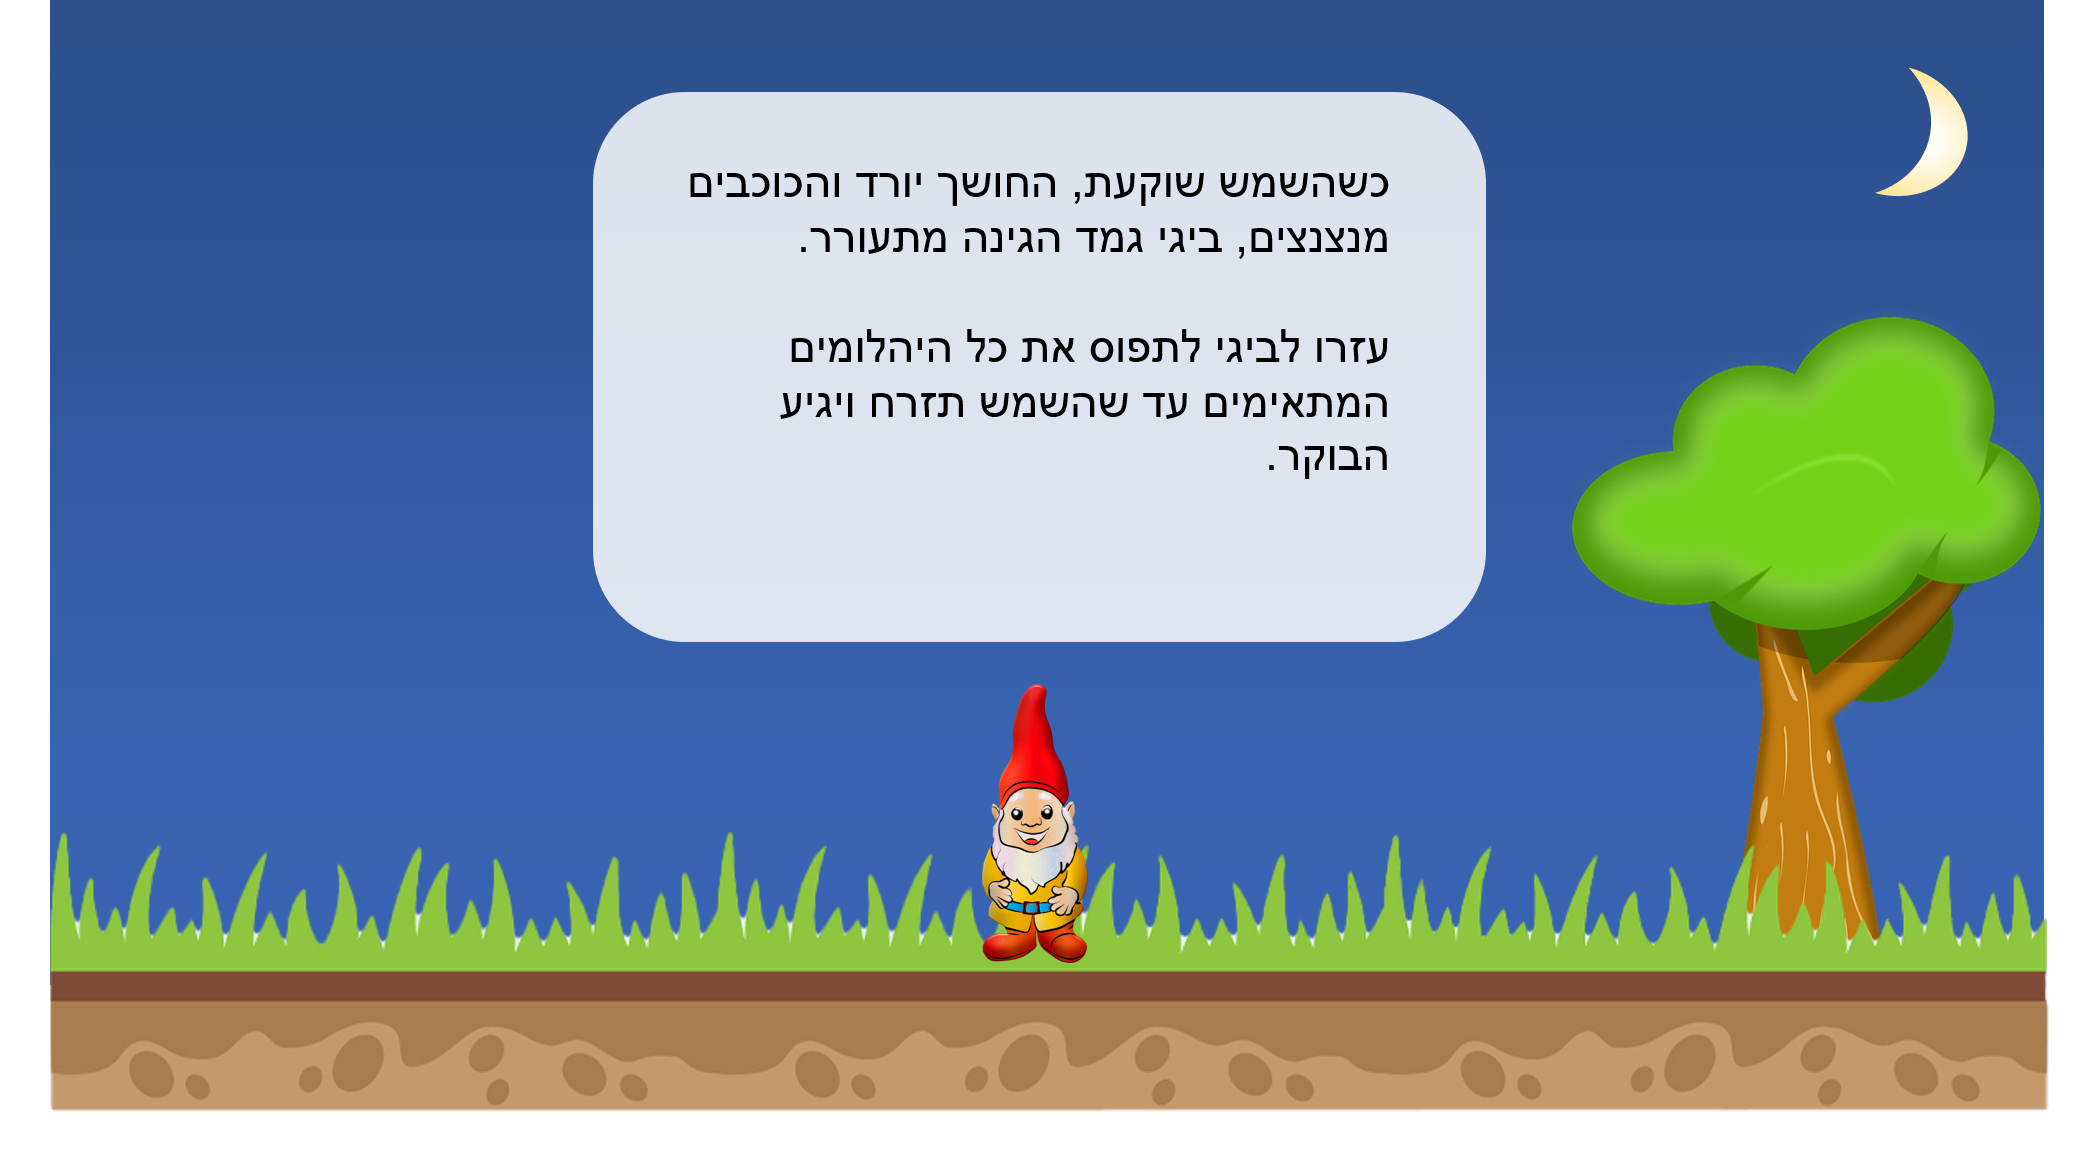 כשהשמש שוקעת, החושך יורד והכוכבים
מנצנצים, ביגי גמד הגינה מתעורר.
עזרו לביגי לתפוס את כל היהלומים
המתאימים עד שהשמש תזרח ויגיע
הבוקר.